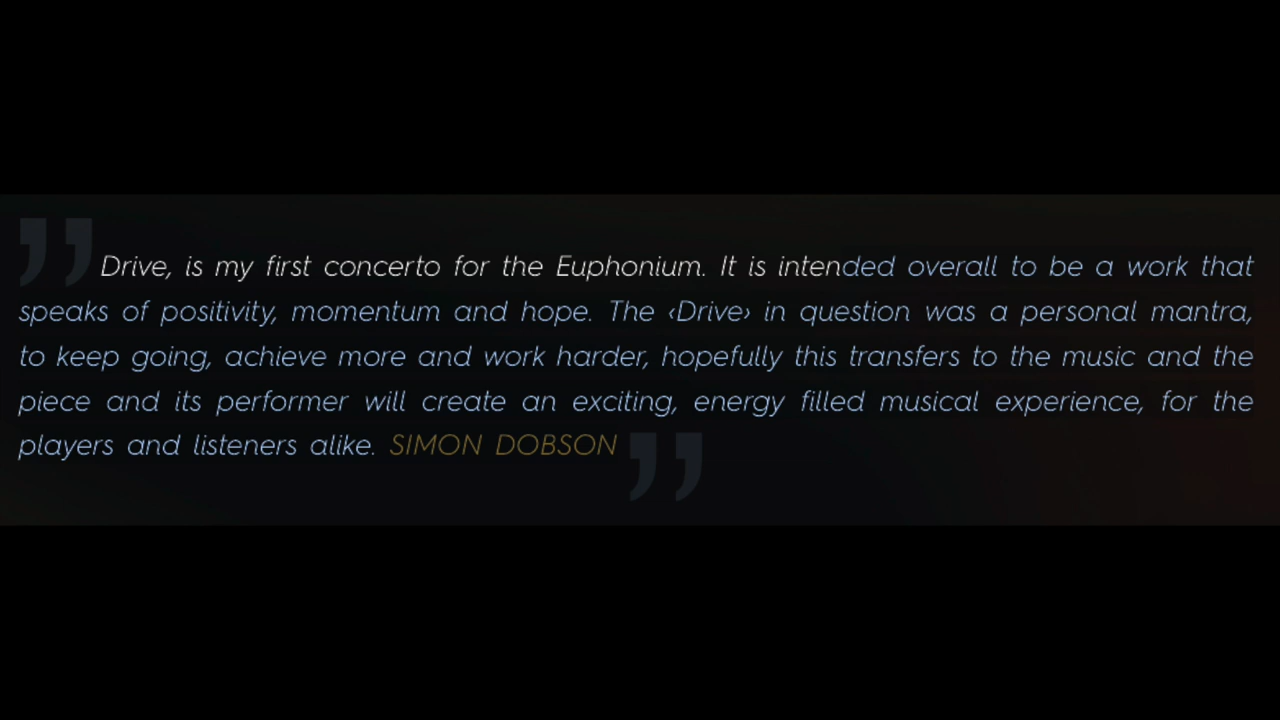 ”Drive, is my first concerto for the Euphonium. It is intended overall to be a work that
speaks of positivity, momentum and hope. The ‹Drive› in question was a personal mantra,
to keep going, achieve more and work harder, hopefully this transfers to the music and the
piece and its performer will create an exciting, energy filled musical experience, for the
players and listeners alike. SIMON DOBSON”